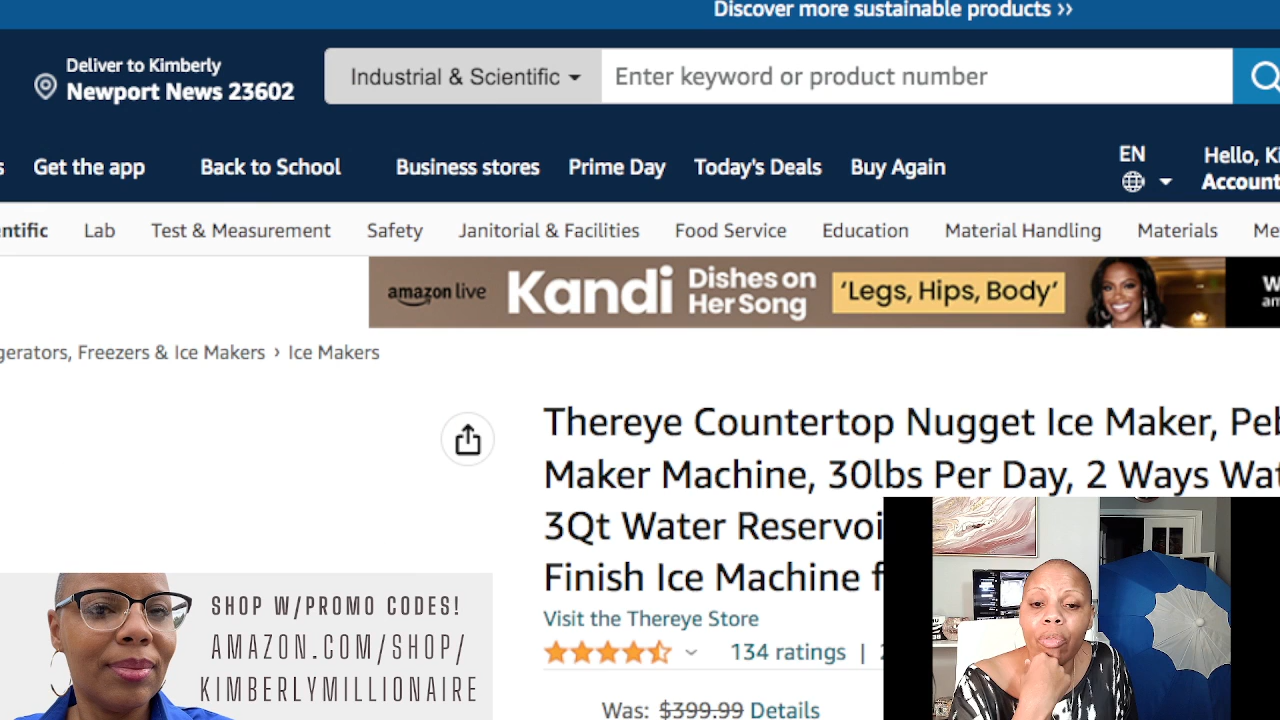 Discover more sustainable products ››
Deliver to Kimberly
Newport News 23602
Industrial & Scientific
Enter keyword or product number
Get the app
Back to School
Business stores
Prime Day
Today's Deals
Buy Again
EN
Hello, Ki
Account
ntific
Lab
Test & Measurement
Safety
Janitorial & Facilities
Food Service
Education
Material Handling
Materials
Me
amazon live
Kandi
Dishes on
Her Song
'Legs, Hips, Body'
gerators, Freezers & Ice Makers › Ice Makers
Thereye Countertop Nugget Ice Maker, Peb
Maker Machine, 30lbs Per Day, 2 Ways Wat
3Qt Water Reservoi
Finish Ice Machine f
Visit the Thereye Store
134 ratings |
Was: $399.99 Details
SHOP W/PROMO CODES!
AMAZON.COM/SHOP/
KIMBERLYMILLIONAIRE